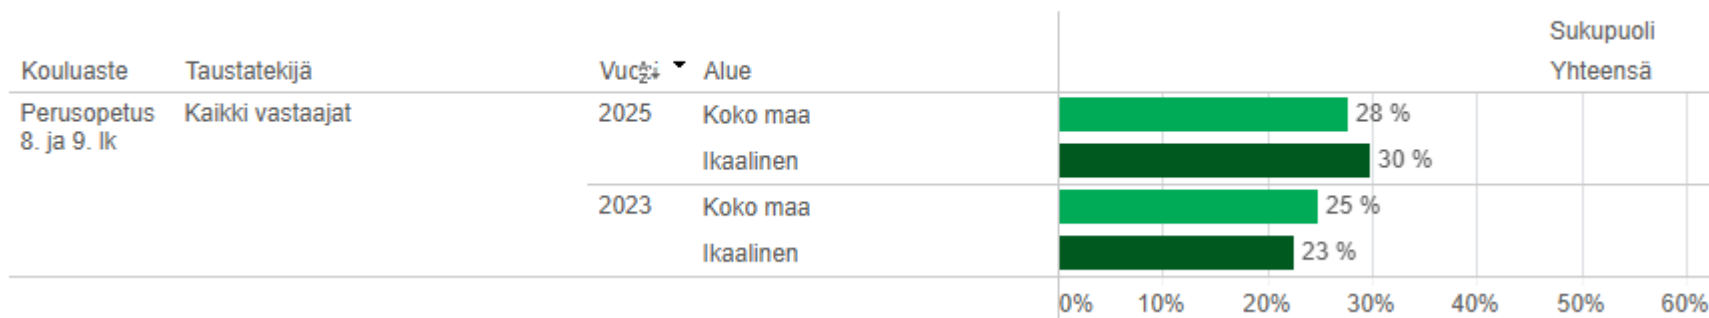 Sukupuoli
Kouluaste Taustatekijä Alue Yhteensä
Perusopetus Kaikki vastaajat 2025 Koko maa 28 %
8. ja 9. lk
Ikaalinen 30 %
2023 Koko maa 25 %
Ikaalinen 23 %
0% 10% 20% 30% 40% 50% 60%